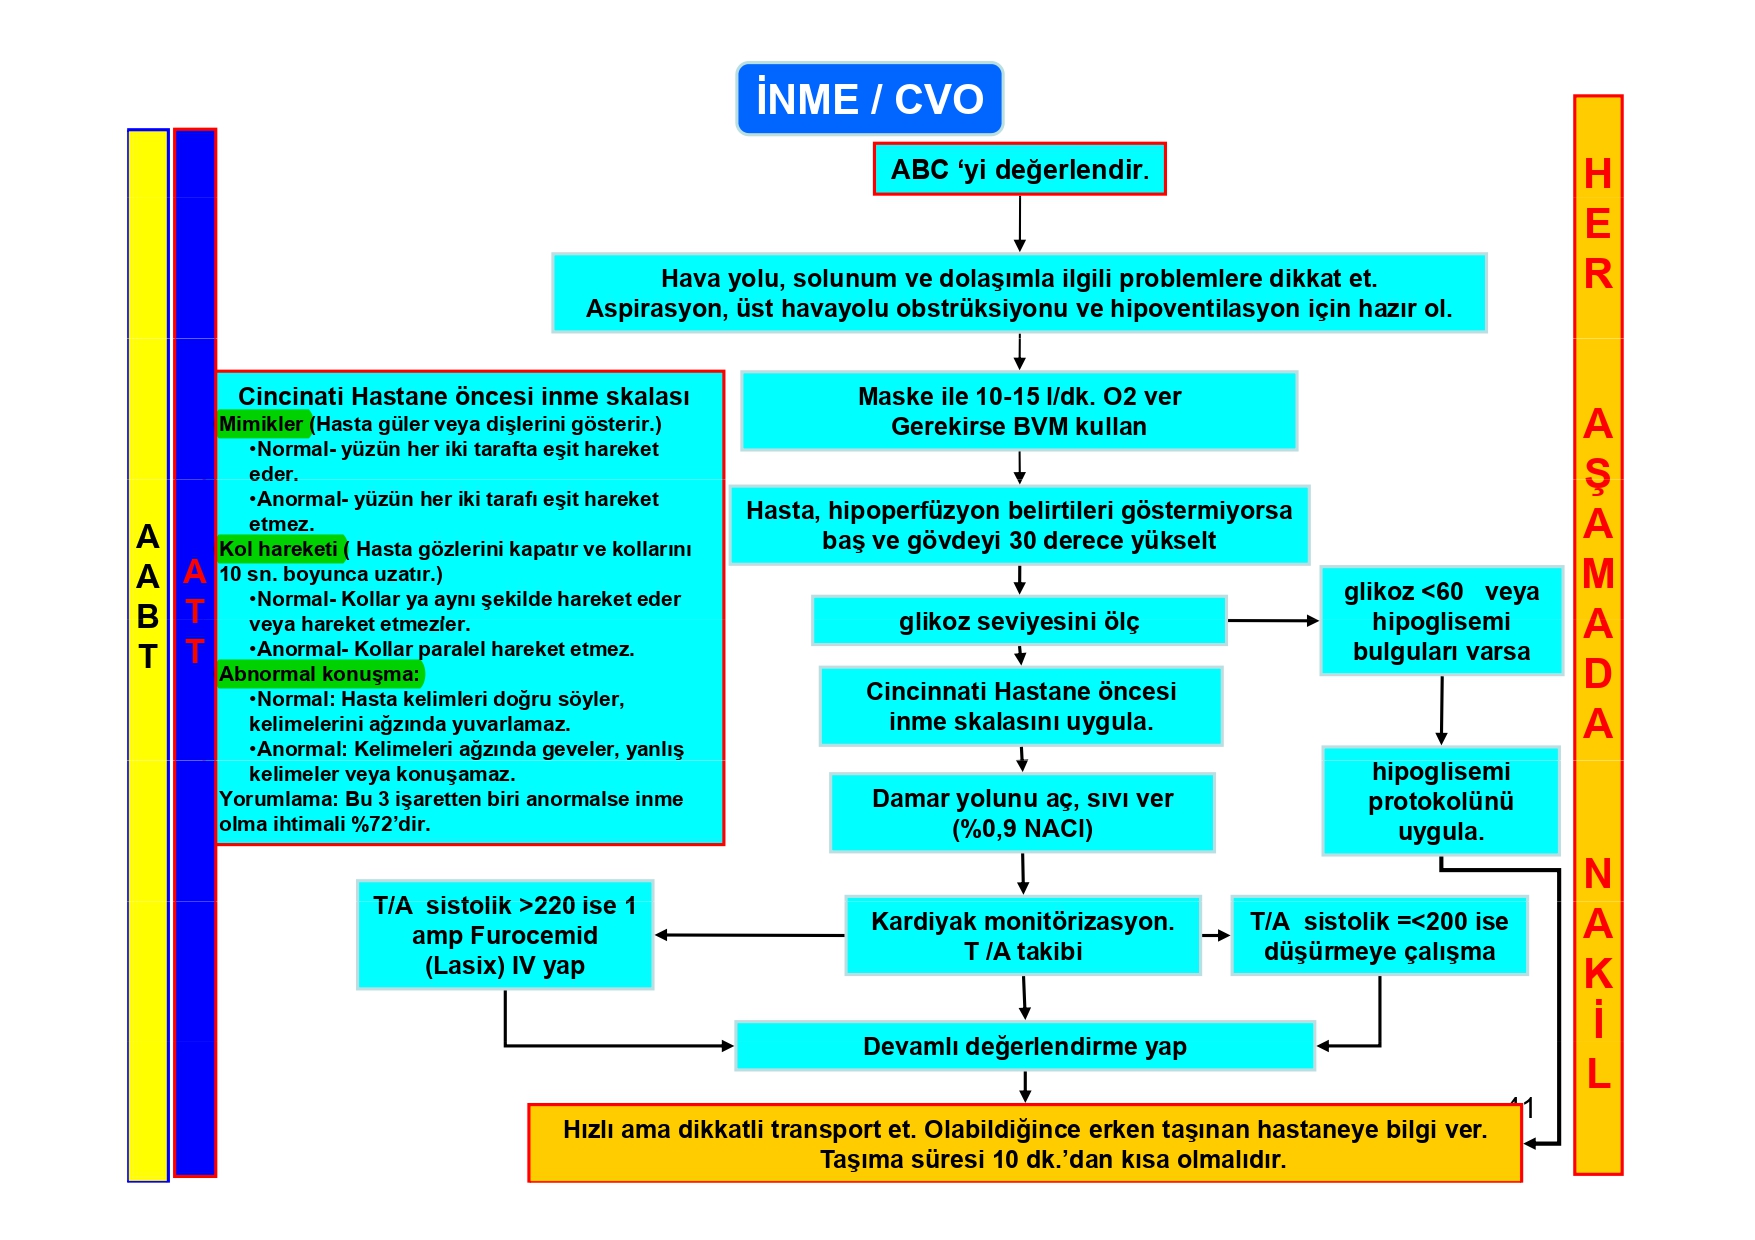 İNME / CVO
ABC ‘yi değerlendir.
Hava yolu, solunum ve dolaşımla ilgili problemlere dikkat et.
Aspirasyon, üst havayolu obstrüksiyonu ve hipoventilasyon için hazır ol.
Cincinati Hastane öncesi inme skalası
Mimikler (Hasta güler veya dişlerini gösterir.)
•Normal- yüzün her iki tarafta eşit hareket
eder.
•Anormal- yüzün her iki tarafı eşit hareket
etmez.
Kol hareketi ( Hasta gözlerini kapatır ve kollarını
10 sn. boyunca uzatır.)
•Normal- Kollar ya aynı şekilde hareket eder
veya hareket etmezler.
•Anormal- Kollar paralel hareket etmez.
Abnormal konuşma:
•Normal: Hasta kelimleri doğru söyler,
kelimelerini ağzında yuvarlamaz.
•Anormal: Kelimeleri ağzında geveler, yanlış
kelimeler veya konuşamaz.
Yorumlama: Bu 3 işaretten biri anormalse inme
olma ihtimali %72’dir.
Maske ile 10-15 l/dk. O2 ver
Gerekirse BVM kullan
Hasta, hipoperfüzyon belirtileri göstermiyorsa
baş ve gövdeyi 30 derece yükselt
glikoz seviyesini ölç
glikoz <60 veya
hipoglisemi
bulguları varsa
Cincinnati Hastane öncesi
inme skalasını uygula.
hipoglisemi
protokolünü
uygula.
Damar yolunu aç, sıvı ver
(%0,9 NACI)
T/A sistolik >220 ise 1
amp Furocemid
(Lasix) IV yap
Kardiyak monitörizasyon.
T /A takibi
T/A sistolik =<200 ise
düşürmeye çalışma
Devamlı değerlendirme yap
Hızlı ama dikkatli transport et. Olabildiğince erken taşınan hastaneye bilgi ver.
Taşıma süresi 10 dk.’dan kısa olmalıdır.
11
AABT
ATT
HER AŞAMADA NAKİL